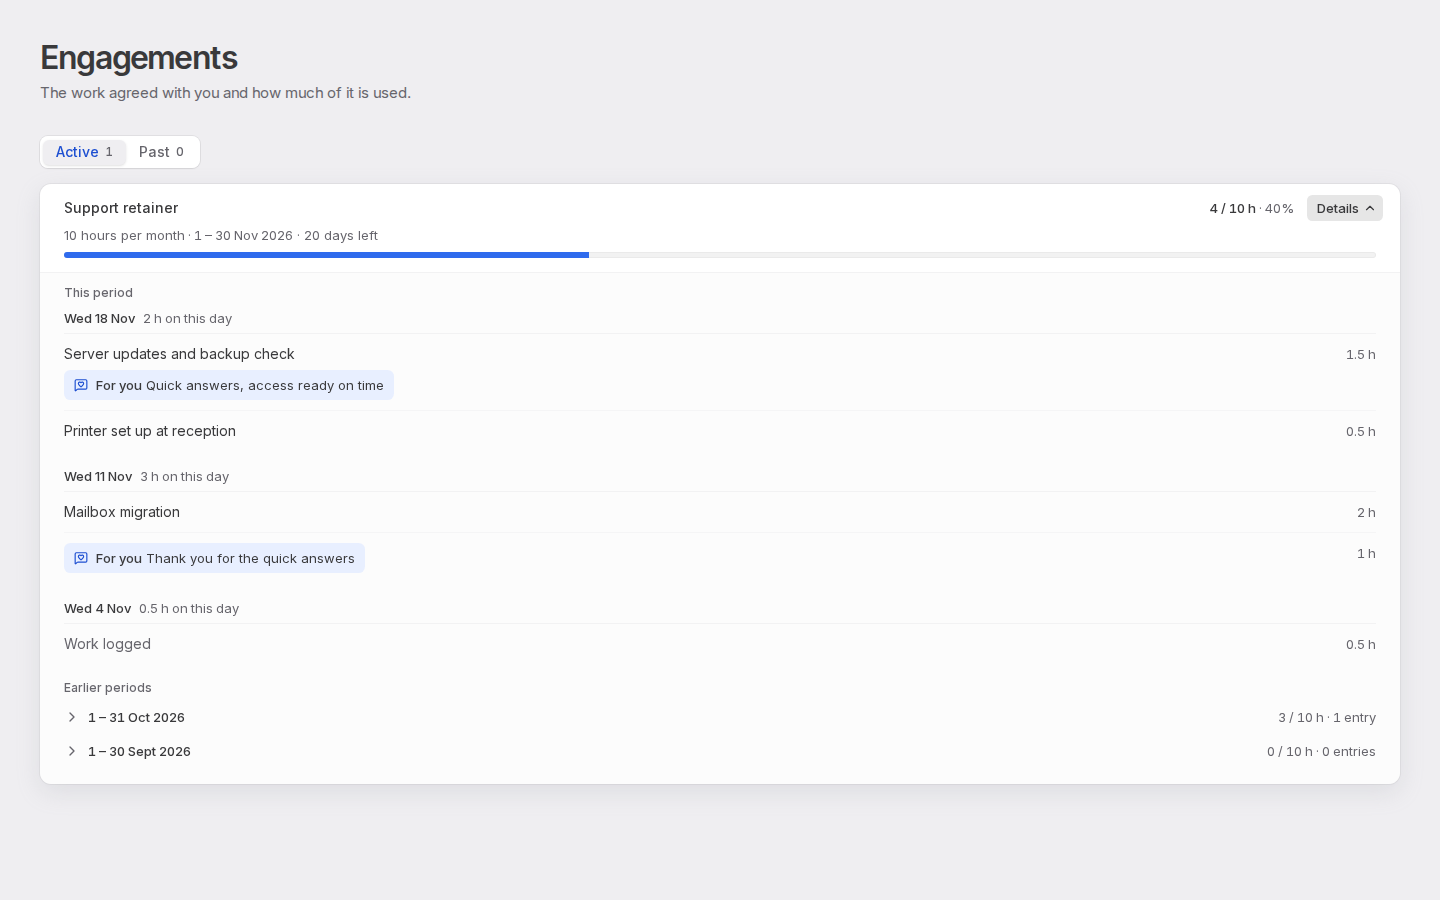 Engagements
The work agreed with you and how much of it is used.
Active 1 Past 0
Support retainer 4 / 10 h · 40% Details
10 hours per month · 1 – 30 Nov 2026 · 20 days left
This period
Wed 18 Nov 2 h on this day
Server updates and backup check 1.5 h
For you Quick answers, access ready on time
Printer set up at reception 0.5 h
Wed 11 Nov 3 h on this day
Mailbox migration 2 h
For you Thank you for the quick answers 1 h
Wed 4 Nov 0.5 h on this day
Work logged 0.5 h
Earlier periods
1 – 31 Oct 2026 3 / 10 h · 1 entry
1 – 30 Sept 2026 0 / 10 h · 0 entries